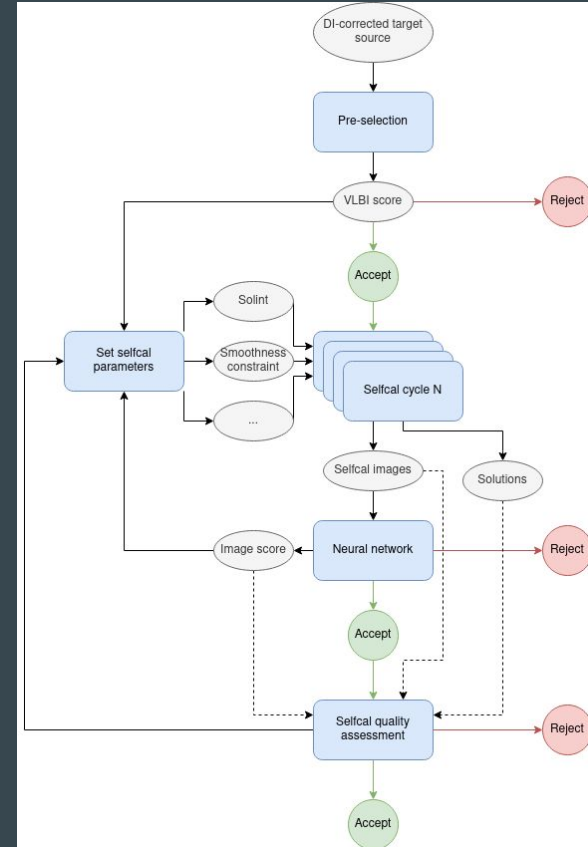 DI-corrected target
source
Pre-selection
VLBI score
Reject
Accept
Solint
Set selfcal
parameters
Smoothness
constraint
...
Selfcal cycle N
Selfcal images
Solutions
Image score
Neural network
Reject
Accept
Selfcal quality
assessment
Reject
Accept